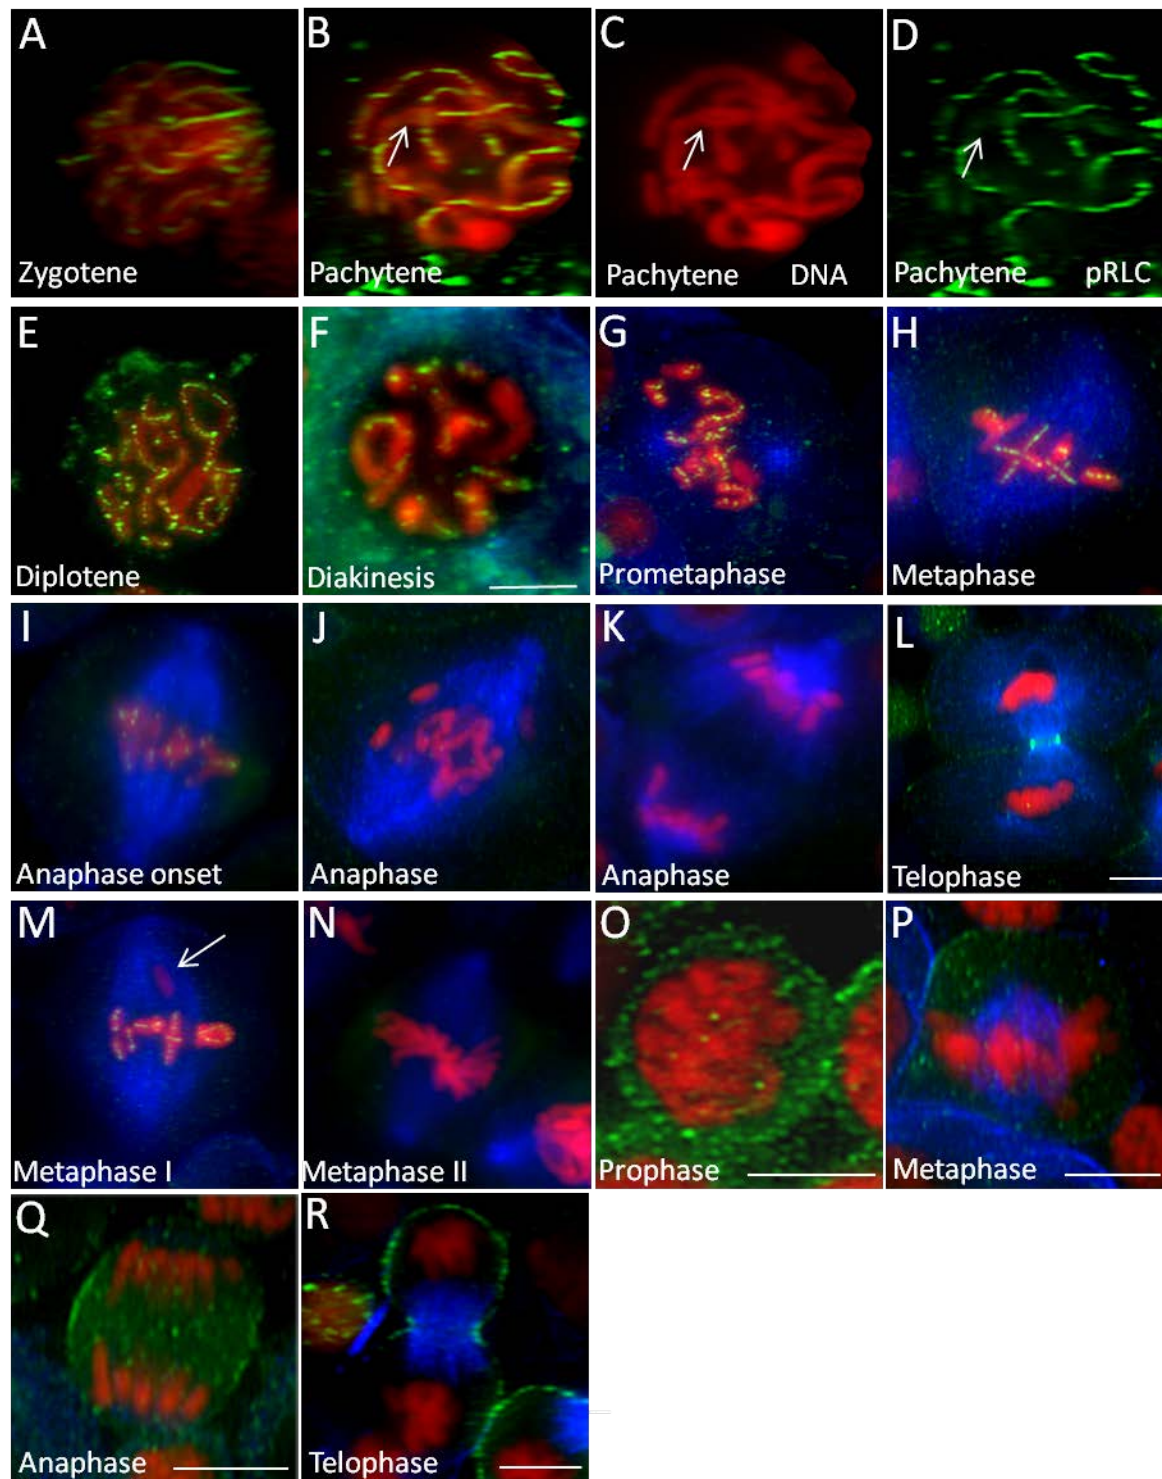 A B C D
Zygotene Pachytene Pachytene DNA Pachytene pRLC
E F G H
Diplotene Diakinesis Prometaphase Metaphase
I J K L
Anaphase onset Anaphase Anaphase Telophase
M N O P
Metaphase I Metaphase II Prophase Metaphase
Q R
Anaphase Telophase